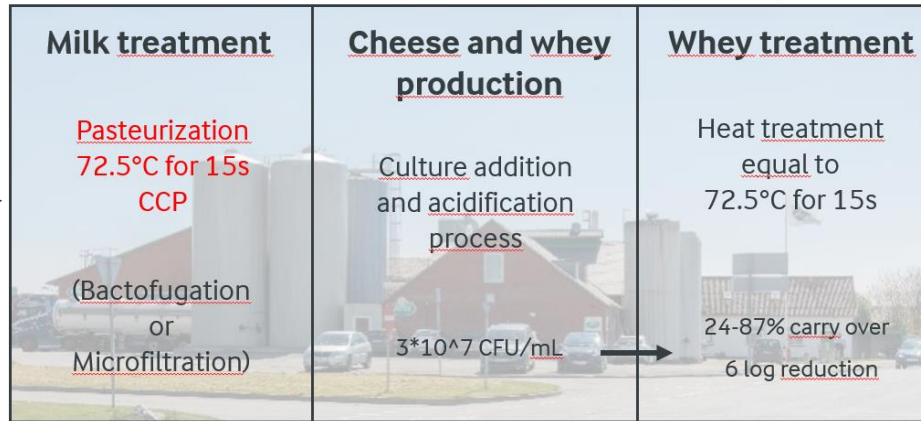 Milk treatment
Pasteurization
72.5°C for 15s
CCP
(Bactofugation
or
Microfiltration)
Cheese and whey
production
Culture addition
and acidification
process
3*10^7 CFU/mL
Whey treatment
Heat treatment
equal to
72.5°C for 15s
24-87% carry over
6 log reduction